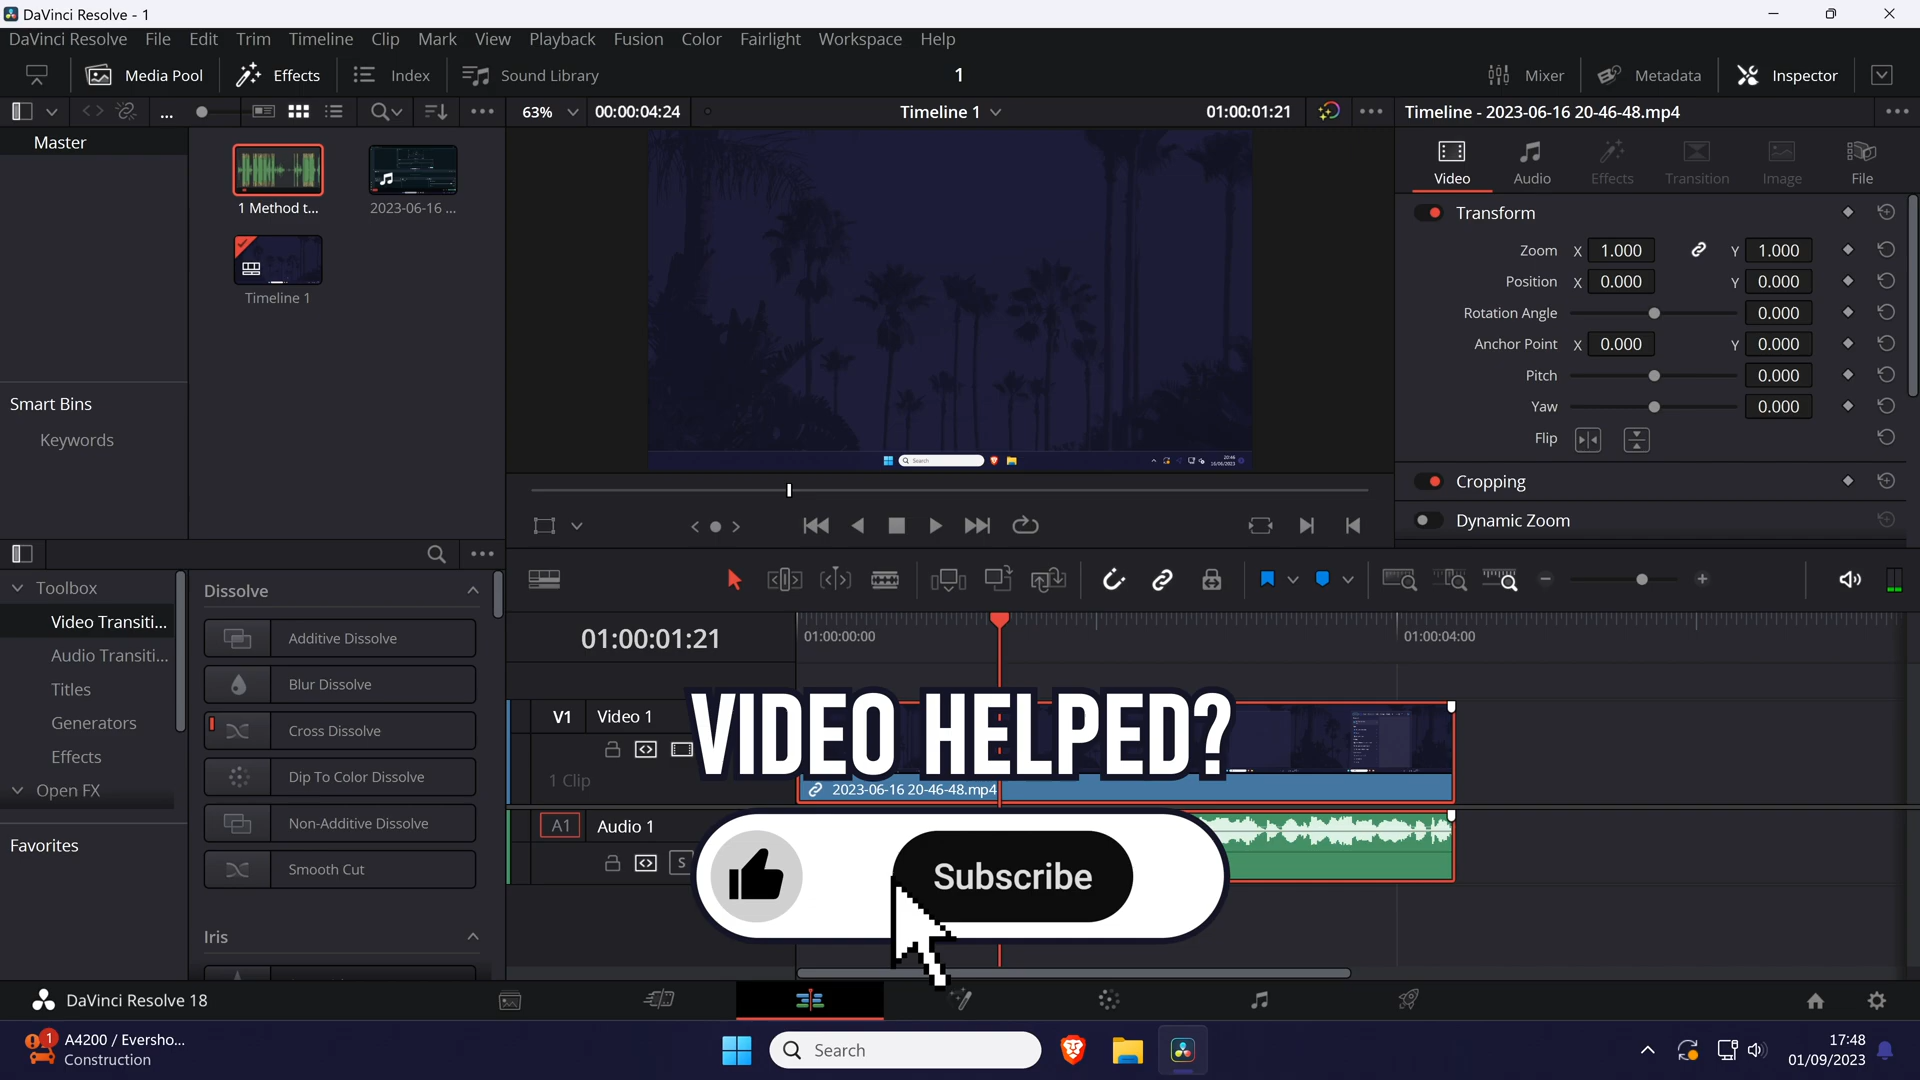 DaVinci Resolve - 1
DaVinci Resolve File Edit Trim Timeline Clip Mark View Playback Fusion Color Fairlight Workspace Help
Media Pool Effects Index Sound Library 1 Mixer Metadata Inspector
... 63% 00:00:04:24 Timeline 1 01:00:01:21 Timeline - 2023-06-16 20-46-48.mp4
Master
1 Method t...
2023-06-16 ...
Timeline 1
Smart Bins
Keywords
Search
20:46
16/06/2023
Video Audio Effects Transition Image File
Transform
Zoom X 1.000 Y 1.000
Position X 0.000 Y 0.000
Rotation Angle 0.000
Anchor Point X 0.000 Y 0.000
Pitch 0.000
Yaw 0.000
Flip
Cropping
Dynamic Zoom
Toolbox
Video Transiti...
Audio Transiti...
Titles
Generators
Effects
Open FX
Favorites
Dissolve
Additive Dissolve
Blur Dissolve
Cross Dissolve
Dip To Color Dissolve
Non-Additive Dissolve
Smooth Cut
Iris
01:00:01:21 01:00:00:00 01:00:04:00
V1 Video 1
1 Clip
VIDEO HELPED?
2023-06-16 20-46-48.mp4
A1 Audio 1
S
Subscribe
DaVinci Resolve 18
1
A4200 / Eversho...
Construction
Search
17:48
01/09/2023